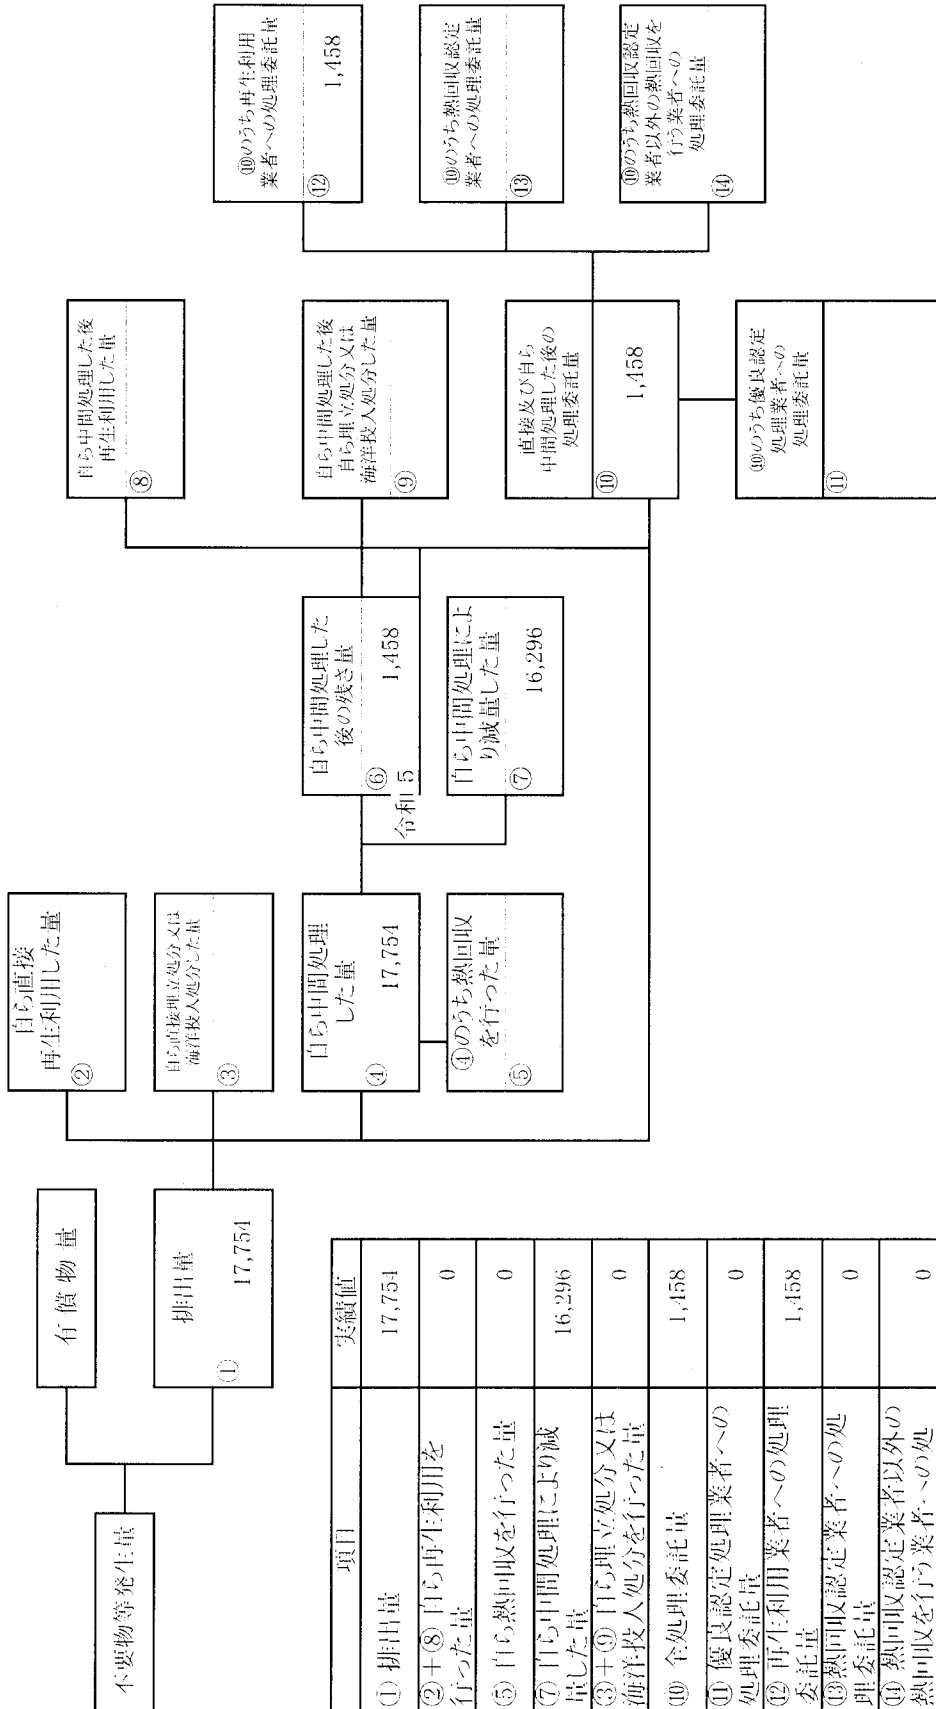 不要物等発生量
有償物量
排出量
①
17,754
自ら直接
再生利用した量
②
自ら直接埋立処分又は
海洋投入処分した量
③
自ら中間処理
した量
④
17,754
④のうち熱回収
を行った量
⑤
自ら中間処理した
後の残さ量
⑥
1,458
令和 5
自ら中間処理によ
り減量した量
⑦
16,296
自ら中間処理した後
再生利用した量
⑧
自ら中間処理した後
自ら埋立処分又は
海洋投入処分した量
⑨
直接及び自ら
中間処理した後の
処理委託量
⑩
1,458
⑩のうち優良認定
処理業者への
処理委託量
⑪
⑩のうち再生利用
業者への処理委託量
⑫
1,458
⑩のうち熱回収認定
業者への処理委託量
⑬
⑩のうち熱回収認定
業者以外の熱回収を
行う業者への
処理委託量
⑭
項目 実績値
①排出量 17,754
②+⑧ 自ら再生利用を
行った量 0
⑤自ら熱回収を行った量 0
⑦自ら中間処理により減
量した量 16,296
③+⑨ 自ら埋立処分又は
海洋投入処分を行った量 0
⑩ 全処理委託量 1,458
⑪ 優良認定処理業者への
処理委託量 0
⑫ 再生利用業者への処理
委託量 1,458
⑬熱回収認定業者への処
理委託量 0
⑭ 熱回収認定業者以外の
熱回収を行う業者への処 0